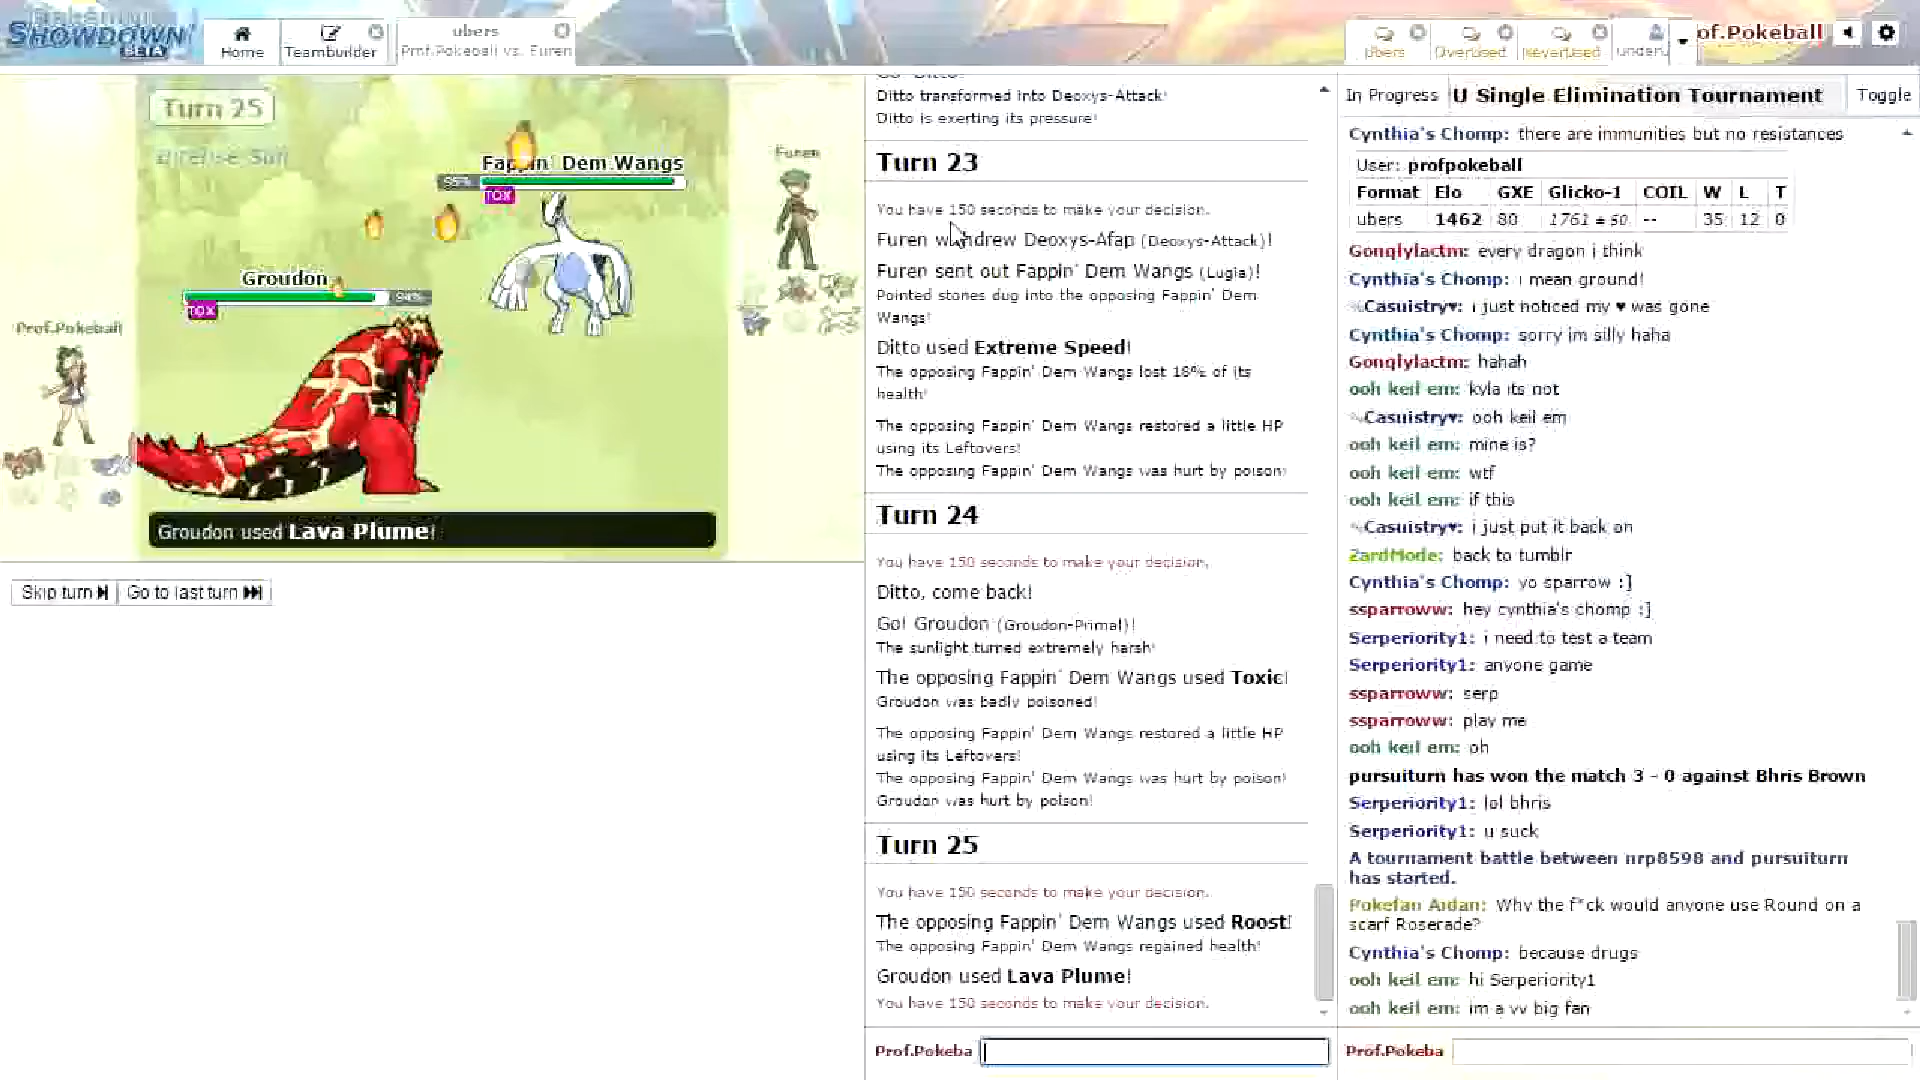 SHOWDOWN
BETA
Home
Teambuilder
ubers
Prof.Pokeball vs. Furen
Ubers
OverUsed
NeverUsed
under
of.Pokeball
Turn 25
Intense Sun
Fappin' Dem Wangs
95%
TOX
Furen
Groudon
94%
TOX
Prof.Pokeball
Groudon used Lava Plume!
Skip turn
Go to last turn
Go! Ditto!
Ditto transformed into Deoxys-Attack!
Ditto is exerting its pressure!
Turn 23
You have 150 seconds to make your decision.
Furen withdrew Deoxys-Afap (Deoxys-Attack)!
Furen sent out Fappin' Dem Wangs (Lugia)!
Pointed stones dug into the opposing Fappin' Dem
Wangs!
Ditto used Extreme Speed!
The opposing Fappin' Dem Wangs lost 16% of its
health!
The opposing Fappin' Dem Wangs restored a little HP
using its Leftovers!
The opposing Fappin' Dem Wangs was hurt by poison!
Turn 24
You have 150 seconds to make your decision.
Ditto, come back!
Go! Groudon (Groudon-Primal)!
The sunlight turned extremely harsh!
The opposing Fappin' Dem Wangs used Toxic!
Groudon was badly poisoned!
The opposing Fappin' Dem Wangs restored a little HP
using its Leftovers!
The opposing Fappin' Dem Wangs was hurt by poison!
Groudon was hurt by poison!
Turn 25
You have 150 seconds to make your decision.
The opposing Fappin' Dem Wangs used Roost!
The opposing Fappin' Dem Wangs regained health!
Groudon used Lava Plume!
You have 150 seconds to make your decision.
Prof.Pokeba
In Progress
U Single Elimination Tournament
Toggle
Cynthia's Chomp: there are immunities but no resistances
User: profpokeball
Format Elo GXE Glicko-1 COIL W L T
ubers 1462 80 1761 ± 50 -- 35 12 0
Gonqlylactm: every dragon i think
Cynthia's Chomp: i mean ground!
Casuistry♥: i just noticed my ♥ was gone
Cynthia's Chomp: sorry im silly haha
Gonqlylactm: hahah
ooh keil em: kyla its not
Casuistry♥: ooh keil em
ooh keil em: mine is?
ooh keil em: wtf
ooh keil em: if this
Casuistry♥: i just put it back on
ZardMode: back to tumblr
Cynthia's Chomp: yo sparrow :]
ssparroww: hey cynthia's chomp :]
Serperiority1: i need to test a team
Serperiority1: anyone game
ssparroww: serp
ssparroww: play me
ooh keil em: oh
pursuiturn has won the match 3 - 0 against Bhris Brown
Serperiority1: lol bhris
Serperiority1: u suck
A tournament battle between nrp8598 and pursuiturn
has started.
Pokefan Aidan: Why the f*ck would anyone use Round on a
scarf Roserade?
Cynthia's Chomp: because drugs
ooh keil em: hi Serperiority1
ooh keil em: im a vv big fan
Prof.Pokeba